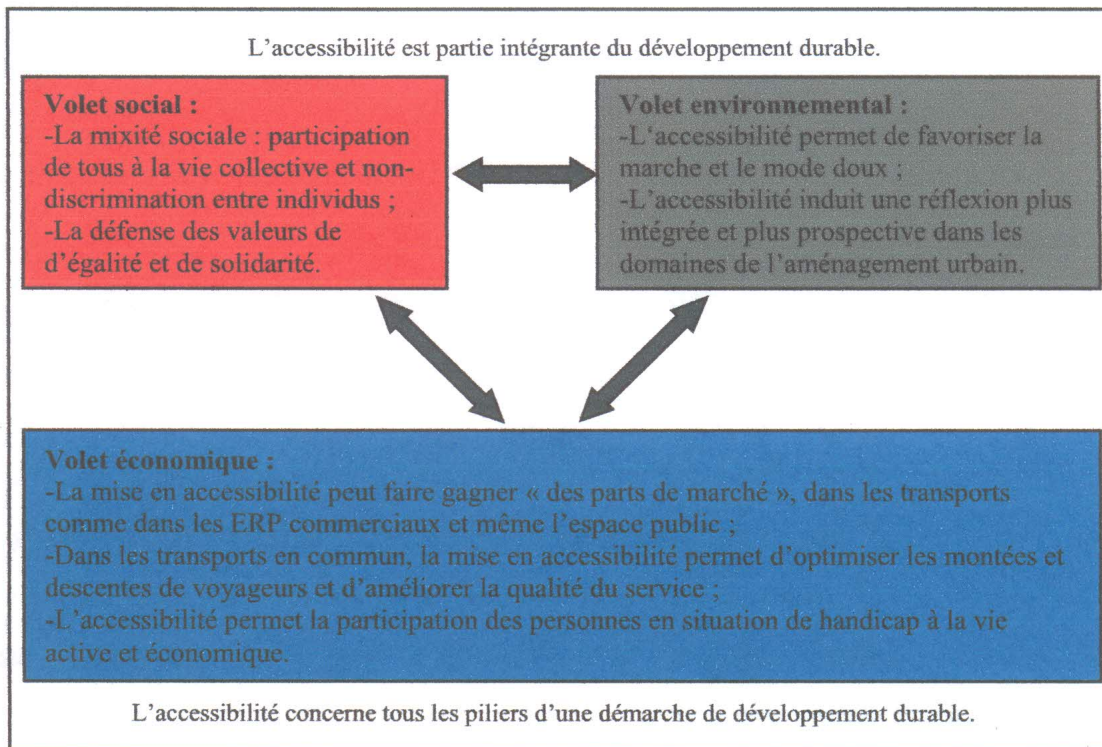 L'accessibilité est partie intégrante du développement durable.
Volet social :
-La mixité sociale : participation
de tous à la vie collective et non-
discrimination entre individus ;
-La défense des valeurs de
d'égalité et de solidarité.
Volet environnemental :
-L‘accessibilité permet de favoriser la
marche et le mode doux ;
-L'accessibilité induit une réflexion plus
intégrée et plus prospective dans les
domaines de l'aménagement urbain.
Volet économique :
-La mise en accessibilité peut faire gagner « des parts de marché », dans les transports
comme dans les ERP commerciaux et même l'espace public ;
-Dans les transports en commun, la mise en accessibilité permet d'optimiser les montées et
descentes de voyageurs et d'améliorer la qualité du service ;
-L'accessibilité permet la participation des personnes en situation de handicap à la vie
active et économique.
L'accessibilité concerne tous les piliers d'une démarche de développement durable.